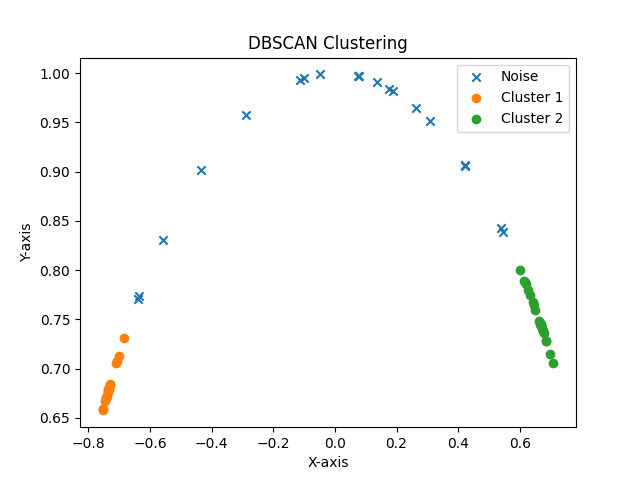 DBSCAN Clustering
Noise
Cluster 1
Cluster 2
Y-axis
1.00
0.95
0.90
0.85
0.80
0.75
0.70
0.65
−0.8 −0.6 −0.4 −0.2 0.0 0.2 0.4 0.6
X-axis